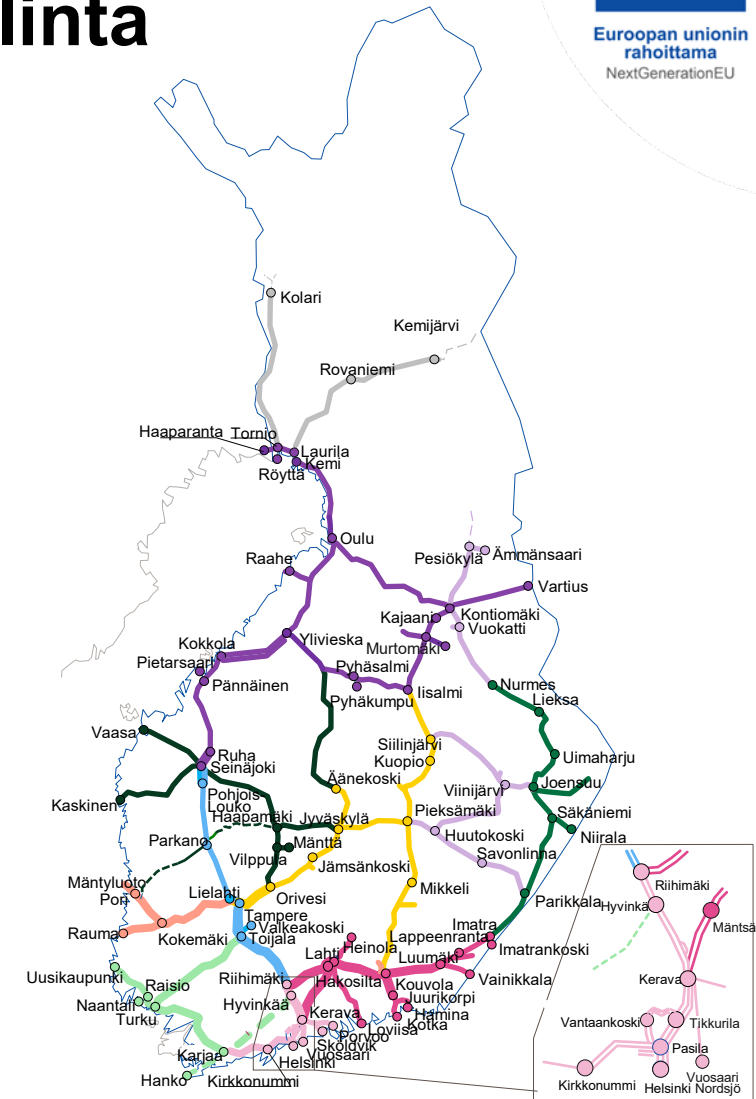 linta
Euroopan unionin
rahoittama
NextGenerationEU
Kolari
Kemijärvi
Rovaniemi
Haaparanta
Tornio
Laurila
Kemi
Röyttä
Oulu
Raahe
Pesiökylä
Ämmänsaari
Vartius
Kajaani
Kontiomäki
Vuokatti
Kokkola
Ylivieska
Murtomäki
Pietarsaari
Pyhäsalmi
Pännäinen
Pyhäkumpu
Iisalmi
Nurmes
Lieksa
Vaasa
Ruha
Seinäjoki
Siilinjärvi
Kuopio
Uimaharju
Äänekoski
Viinijärvi
Joensuu
Kaskinen
Pohjois-
Louko
Haapamäki
Jyväskylä
Pieksämäki
Säkäniemi
Niirala
Parkano
Mänttä
Huutokoski
Vilppula
Savonlinna
Jämsänkoski
Mäntyluoto
Pori
Lielahti
Orivesi
Mikkeli
Parikkala
Tampere
Valkeakoski
Rauma
Kokemäki
Toijala
Imatra
Lappeenranta
Imatrankoski
Heinola
Lahti
Luumäki
Uusikaupunki
Riihimäki
Hakosilta
Kouvola
Vainikkala
Raisio
Naantali
Turku
Hyvinkää
Juurikorpi
Hamina
Kotka
Kerava
Loviisa
Porvoo
Sköldvik
Vuosaari
Karjaa
Helsinki
Hanko
Kirkkonummi
Riihimäki
Hyvinkä
Mäntsä
Kerava
Vantaankoski
Tikkurila
Pasila
Kirkkonummi
Helsinki
Vuosaari
Nordsjö